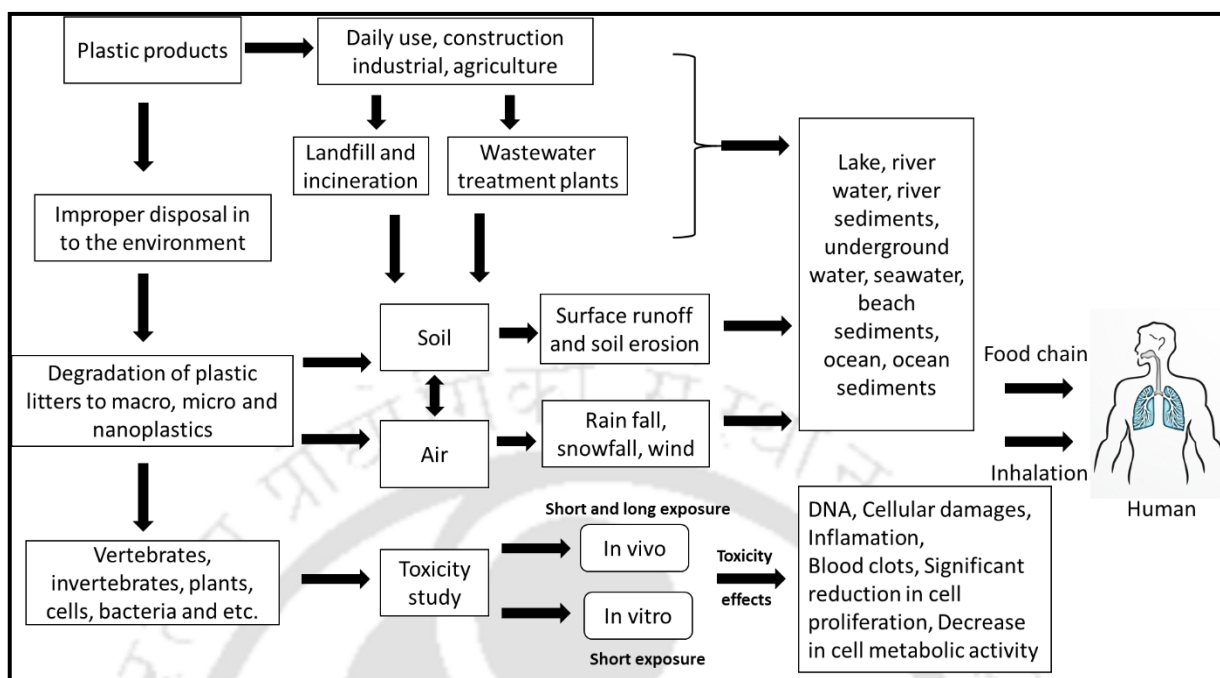 Plastic products
Daily use, construction
industrial, agriculture
Landfill and
incineration
Wastewater
treatment plants
Improper disposal in
to the environment
Lake, river
water, river
sediments,
underground
water, seawater,
beach
sediments,
ocean, ocean
sediments
Soil
Surface runoff
and soil erosion
Degradation of plastic
litters to macro, micro and
nanoplastics
Air
Rain fall,
snowfall, wind
Food chain
Inhalation
Human
Vertebrates,
invertebrates, plants,
cells, bacteria and etc.
Toxicity
study
Short and long exposure
In vivo
In vitro
Short exposure
Toxicity
effects
DNA, Cellular damages,
Inflamation,
Blood clots, Significant
reduction in cell
proliferation, Decrease
in cell metabolic activity